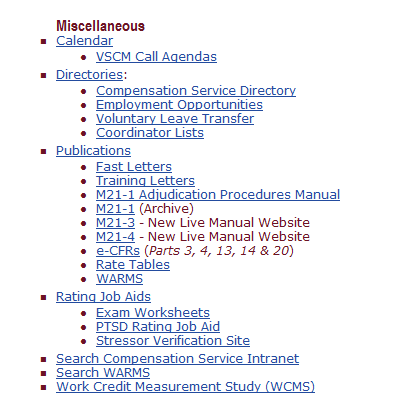 Miscellaneous
Calendar
VSCM Call Agendas
Directories:
Compensation Service Directory
Employment Opportunities
Voluntary Leave Transfer
Coordinator Lists
Publications
Fast Letters
Training Letters
M21-1 Adjudication Procedures Manual
M21-1 (Archive)
M21-3 - New Live Manual Website
M21-4 - New Live Manual Website
e-CFRs (Parts 3, 4, 13, 14 & 20)
Rate Tables
WARMS
Rating Job Aids
Exam Worksheets
PTSD Rating Job Aid
Stressor Verification Site
Search Compensation Service Intranet
Search WARMS
Work Credit Measurement Study (WCMS)